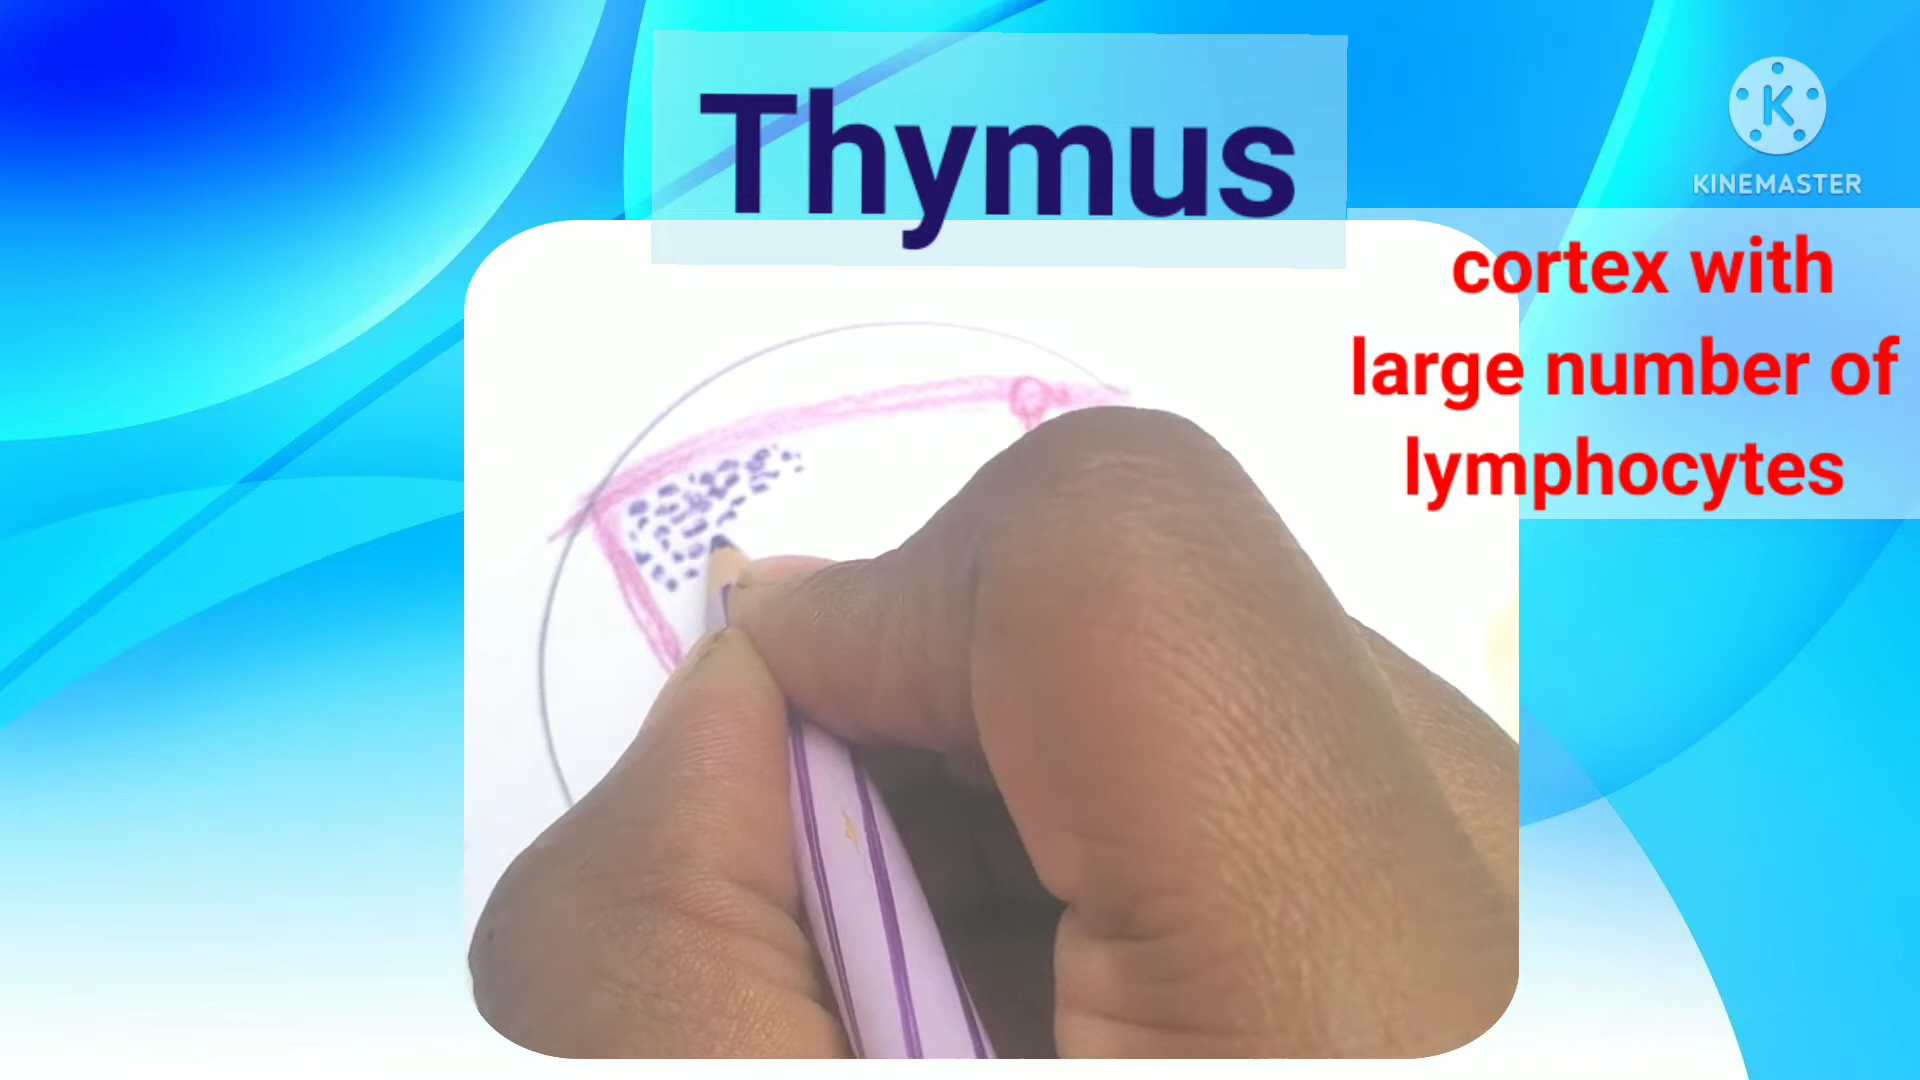 Thymus
KINEMASTER
cortex with
large number of
lymphocytes